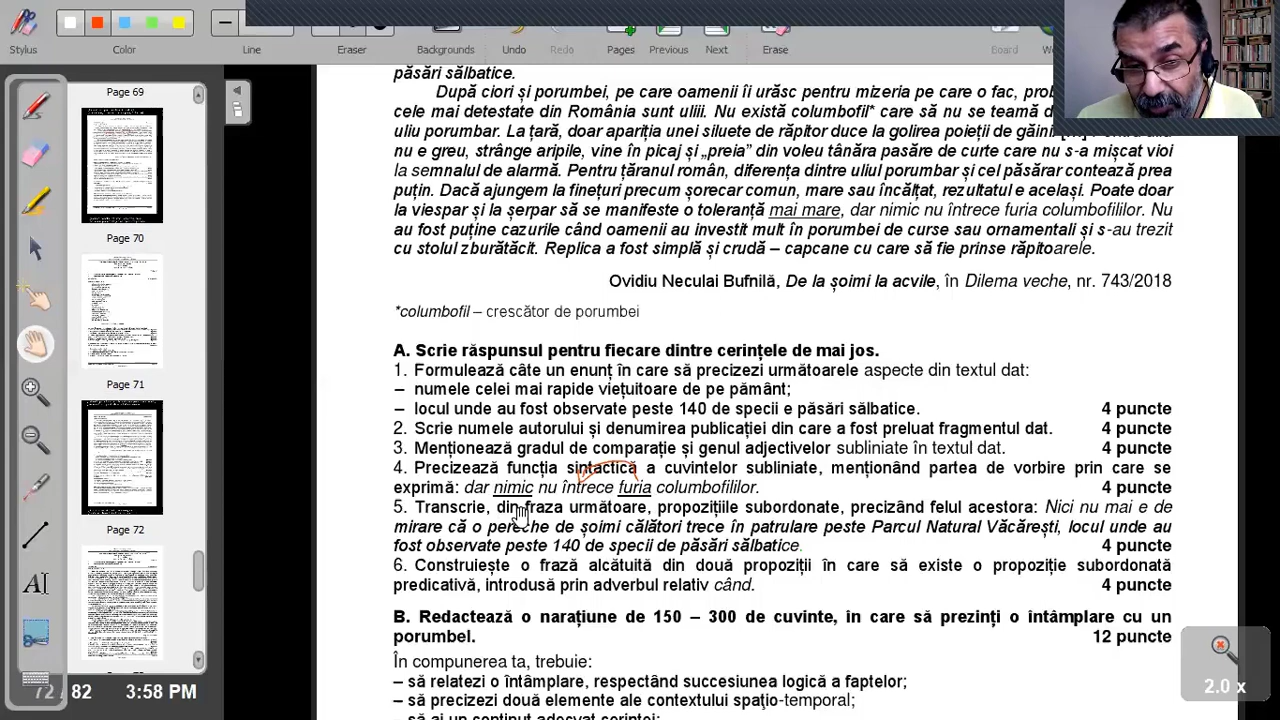 Stylus Color Line Eraser Backgrounds Undo Redo Pages Previous Next Erase Board
Page 69
Page 70
Page 71
Page 72
72 / 82 3:58 PM
2.0 x
păsări sălbatice.
După ciori și porumbei, pe care oamenii îi urăsc pentru mizeria pe care o fac,
cele mai detestate din România sunt uliii. Nu există columbofil* care să nu se teamă
uliu porumbar. La țară, doar apariția unei siluete de răpitor duce la golirea poieții de găini.
nu e greu, strânge aripile, vine în picaj și „preia” din voleu tânăra pasăre de curte care nu s-a mișcat vioi
la semnalul de alarmă. Pentru țăranul român, diferența dintre uliul porumbar și cel păsărar contează prea
puțin. Dacă ajungem la finețuri precum șorecar comun, mare sau încălțat, rezultatul e același. Poate doar
la viespar și la șerpar să se manifeste o toleranță mai mare, dar nimic nu întrece furia columbofililor. Nu
au fost puține cazurile când oamenii au investit mult în porumbei de curse sau ornamentali și s-au trezit
cu stolul zburătăcit. Replica a fost simplă și crudă – capcane cu care să fie prinse răpitoarele.
Ovidiu Neculai Bufnilă, De la șoimi la acvile, în Dilema veche, nr. 743/2018
*columbofil – crescător de porumbei
A. Scrie răspunsul pentru fiecare dintre cerințele de mai jos.
1. Formulează câte un enunț în care să precizezi următoarele aspecte din textul dat:
– numele celei mai rapide viețuitoare de pe pământ;
– locul unde au fost observate peste 140 de specii e păsări sălbatice. 4 puncte
2. Scrie numele autorului și denumirea publicației din care a fost preluat fragmentul dat. 4 puncte
3. Menționează gradul de comparație și genul adjectivelor subliniate în textul dat. 4 puncte
4. Precizează funcția sintactică a cuvintelor subliniate, menționând partea de vorbire prin care se
exprimă: dar nimic nu întrece furia columbofililor. 4 puncte
5. Transcrie, din fraza următoare, propozițiile subordonate, precizând felul acestora: Nici nu mai e de
mirare că o pereche de șoimi călători trece în patrulare peste Parcul Natural Văcărești, locul unde au
fost observate peste 140 de specii de păsări sălbatice. 4 puncte
6. Construiește o frază alcătuită din două propoziții în care să existe o propoziție subordonată
predicativă, introdusă prin adverbul relativ când. 4 puncte
B. Redactează o narațiune de 150 – 300 de cuvinte, în care să prezinți o întâmplare cu un
porumbel. 12 puncte
În compunerea ta, trebuie:
– să relatezi o întâmplare, respectând succesiunea logică a faptelor;
– să precizezi două elemente ale contextului spațio-temporal;
– să ai un conținut adecvat cerinței;